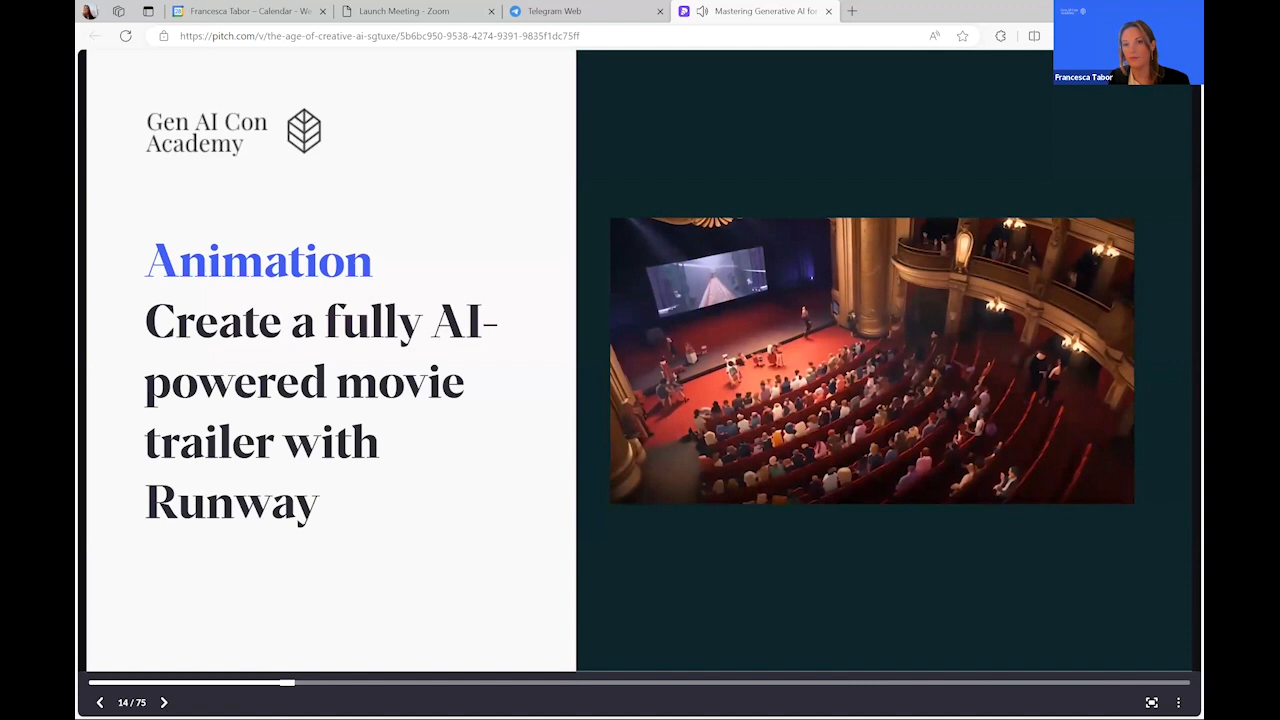 Francesca Tabor – Calendar - We
Launch Meeting - Zoom
Telegram Web
Mastering Generative AI for
https://pitch.com/v/the-age-of-creative-ai-sgtuxe/5b6bc950-9538-4274-9391-9835f1dc75ff
Francesca Tabor
Gen AI Con
Academy
Animation
Create a fully AI-
powered movie
trailer with
Runway
14 / 75